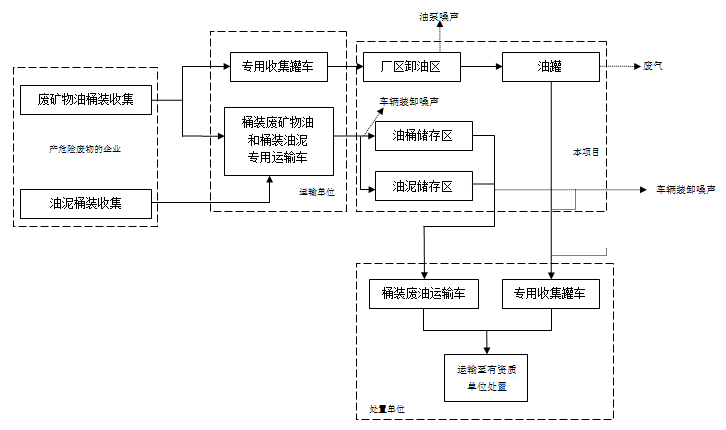 油泵噪声
专用收集罐车
厂区卸油区
油罐
废气
废矿物油桶装收集
车辆装卸噪声
桶装废矿物油
和桶装油泥
专用运输车
油桶储存区
产危险废物的企业
本项目
油泥储存区
运输单位
车辆装卸噪声
油泥桶装收集
桶装废油运输车
专用收集罐车
运输至有资质
单位处置
处置单位